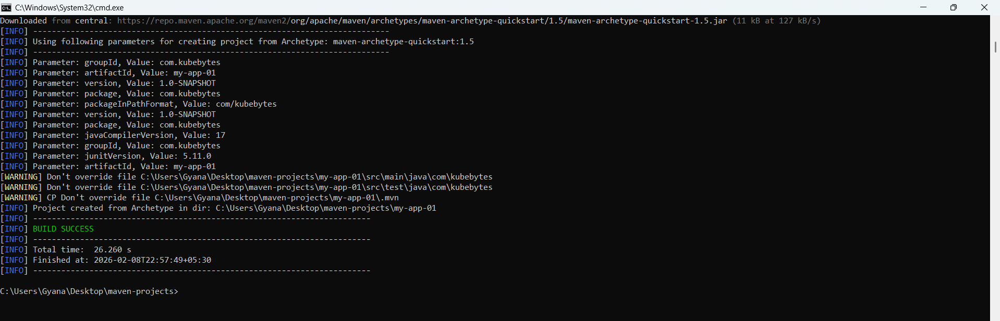 C:\Windows\System32\cmd.exe
Downloaded from central: https://repo.maven.apache.org/maven2/org/apache/maven/archetypes/maven-archetype-quickstart/1.5/maven-archetype-quickstart-1.5.jar (11 kB at 127 kB/s)
[INFO] ----------------------------------------------------------------------------
[INFO] Using following parameters for creating project from Archetype: maven-archetype-quickstart:1.5
[INFO] ----------------------------------------------------------------------------
[INFO] Parameter: groupId, Value: com.kubebytes
[INFO] Parameter: artifactId, Value: my-app-01
[INFO] Parameter: version, Value: 1.0-SNAPSHOT
[INFO] Parameter: package, Value: com.kubebytes
[INFO] Parameter: packageInPathFormat, Value: com/kubebytes
[INFO] Parameter: version, Value: 1.0-SNAPSHOT
[INFO] Parameter: package, Value: com.kubebytes
[INFO] Parameter: javaCompilerVersion, Value: 17
[INFO] Parameter: groupId, Value: com.kubebytes
[INFO] Parameter: junitVersion, Value: 5.11.0
[INFO] Parameter: artifactId, Value: my-app-01
[WARNING] Don't override file C:\Users\Gyana\Desktop\maven-projects\my-app-01\src\main\java\com\kubebytes
[WARNING] Don't override file C:\Users\Gyana\Desktop\maven-projects\my-app-01\src\test\java\com\kubebytes
[WARNING] CP Don't override file C:\Users\Gyana\Desktop\maven-projects\my-app-01\.mvn
[INFO] Project created from Archetype in dir: C:\Users\Gyana\Desktop\maven-projects\my-app-01
[INFO] ------------------------------------------------------------------------
[INFO] BUILD SUCCESS
[INFO] ------------------------------------------------------------------------
[INFO] Total time:  26.260 s
[INFO] Finished at: 2026-02-08T22:57:49+05:30
[INFO] ------------------------------------------------------------------------
C:\Users\Gyana\Desktop\maven-projects>